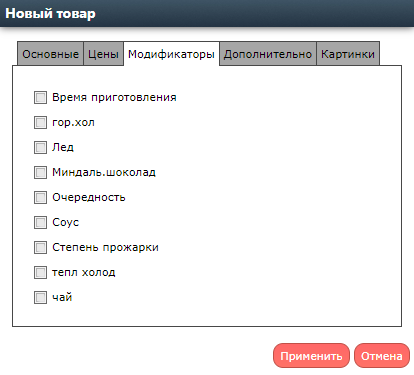 Новый товар
Основные Цены Модификаторы Дополнительно Картинки
Время приготовления
гор.хол
Лед
Миндаль.шоколад
Очередность
Соус
Степень прожарки
тепл холод
чай
Применить Отмена